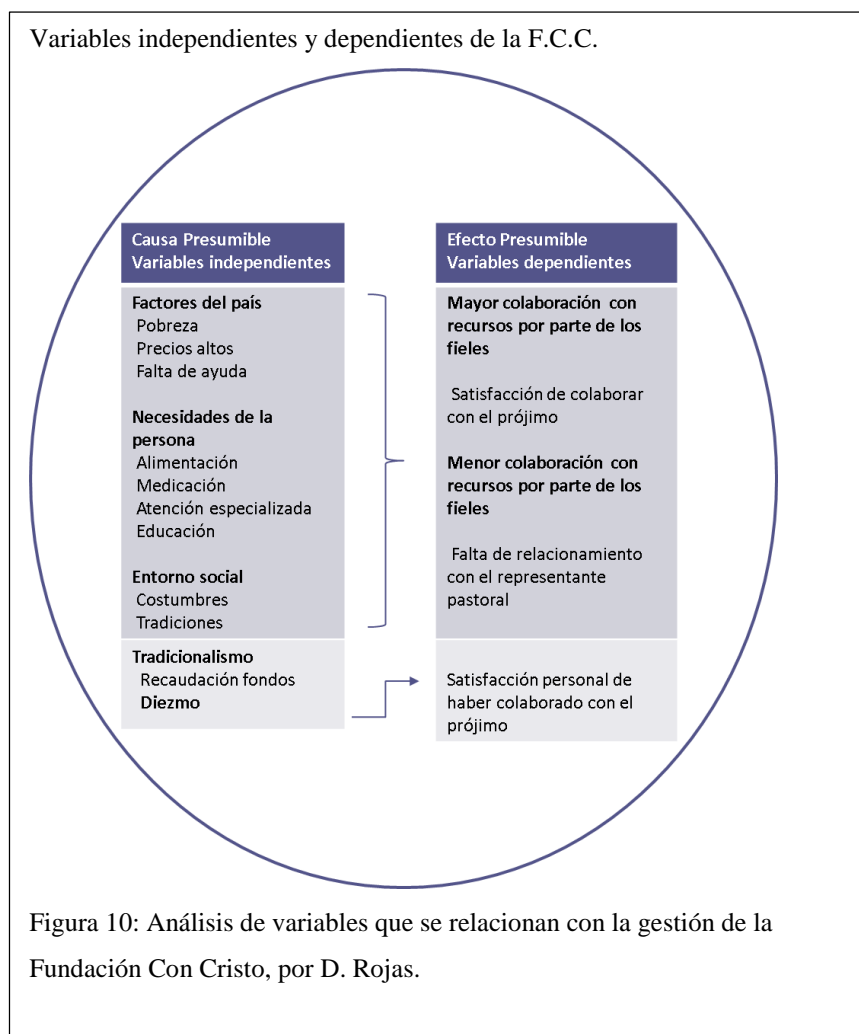 Variables independientes y dependientes de la F.C.C.
Causa Presumible
Variables independientes
Factores del país
Pobreza
Precios altos
Falta de ayuda
Necesidades de la
persona
Alimentación
Medicación
Atención especializada
Educación
Entorno social
Costumbres
Tradiciones
Tradicionalismo
Recaudación fondos
Diezmo
Efecto Presumible
Variables dependientes
Mayor colaboración con
recursos por parte de los
fieles
Satisfacción de colaborar
con el prójimo
Menor colaboración con
recursos por parte de los
fieles
Falta de relacionamiento
con el representante
pastoral
Satisfacción personal de
haber colaborado con el
prójimo
Figura 10: Análisis de variables que se relacionan con la gestión de la
Fundación Con Cristo, por D. Rojas.